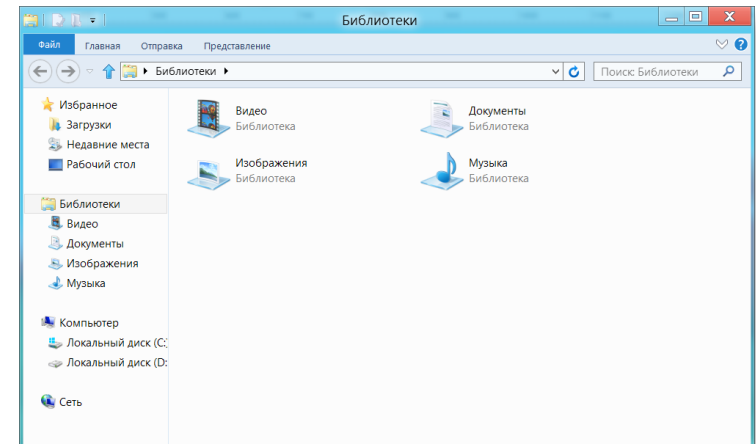 Библиотеки
Файл Главная Отправка Представление
Библиотеки
Поиск: Библиотеки
Избранное
Загрузки
Недавние места
Рабочий стол
Библиотеки
Видео
Документы
Изображения
Музыка
Компьютер
Локальный диск (C:
Локальный диск (D:
Сеть
Видео
Библиотека
Документы
Библиотека
Изображения
Библиотека
Музыка
Библиотека